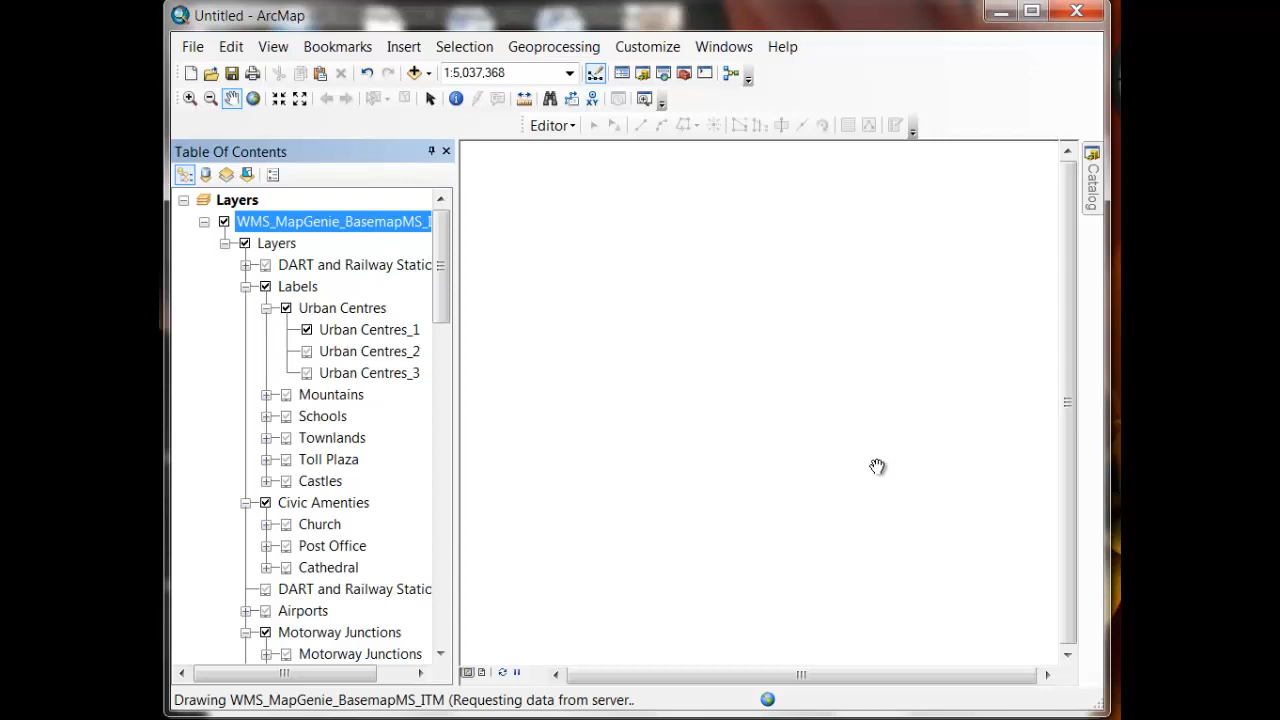 Untitled - ArcMap
File Edit View Bookmarks Insert Selection Geoprocessing Customize Windows Help
1:5,037,368
Editor
Table Of Contents
Catalog
Layers
WMS_MapGenie_BasemapMS_I
Layers
DART and Railway Static
Labels
Urban Centres
Urban Centres_1
Urban Centres_2
Urban Centres_3
Mountains
Schools
Townlands
Toll Plaza
Castles
Civic Amenties
Church
Post Office
Cathedral
DART and Railway Static
Airports
Motorway Junctions
Motorway Junctions
Drawing WMS_MapGenie_BasemapMS_ITM (Requesting data from server..